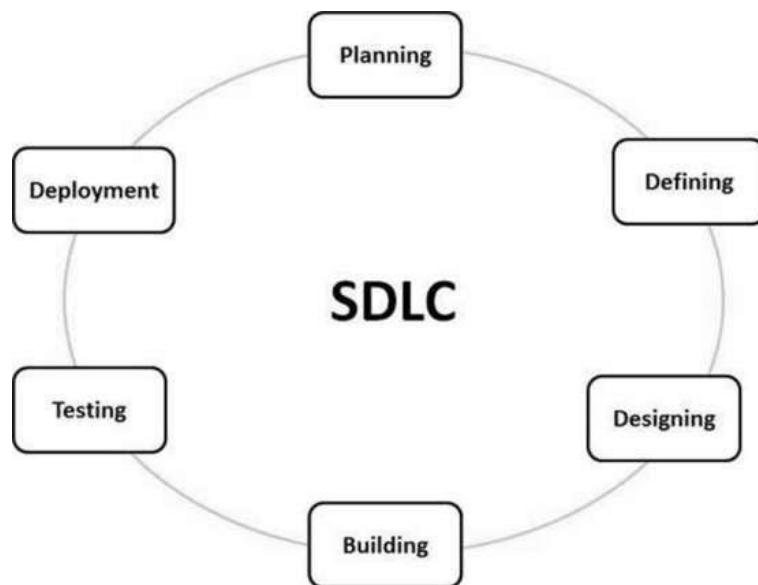 Planning
Defining
Designing
Building
Testing
Deployment
SDLC